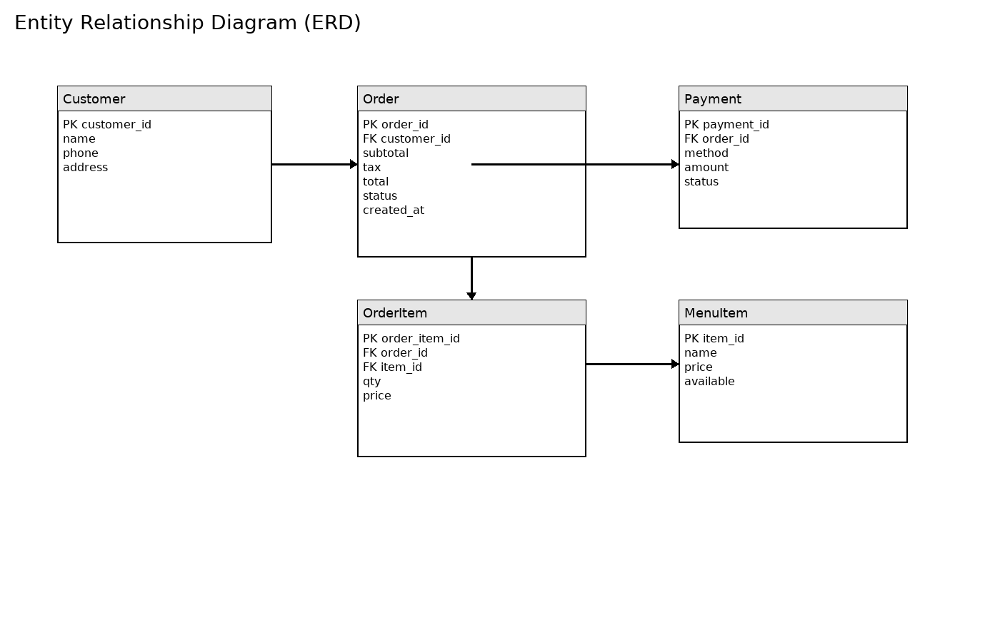 Entity Relationship Diagram (ERD)
Customer
PK customer_id
name
phone
address
Order
PK order_id
FK customer_id
subtotal
tax
total
status
created_at
Payment
PK payment_id
FK order_id
method
amount
status
OrderItem
PK order_item_id
FK order_id
FK item_id
qty
price
MenuItem
PK item_id
name
price
available